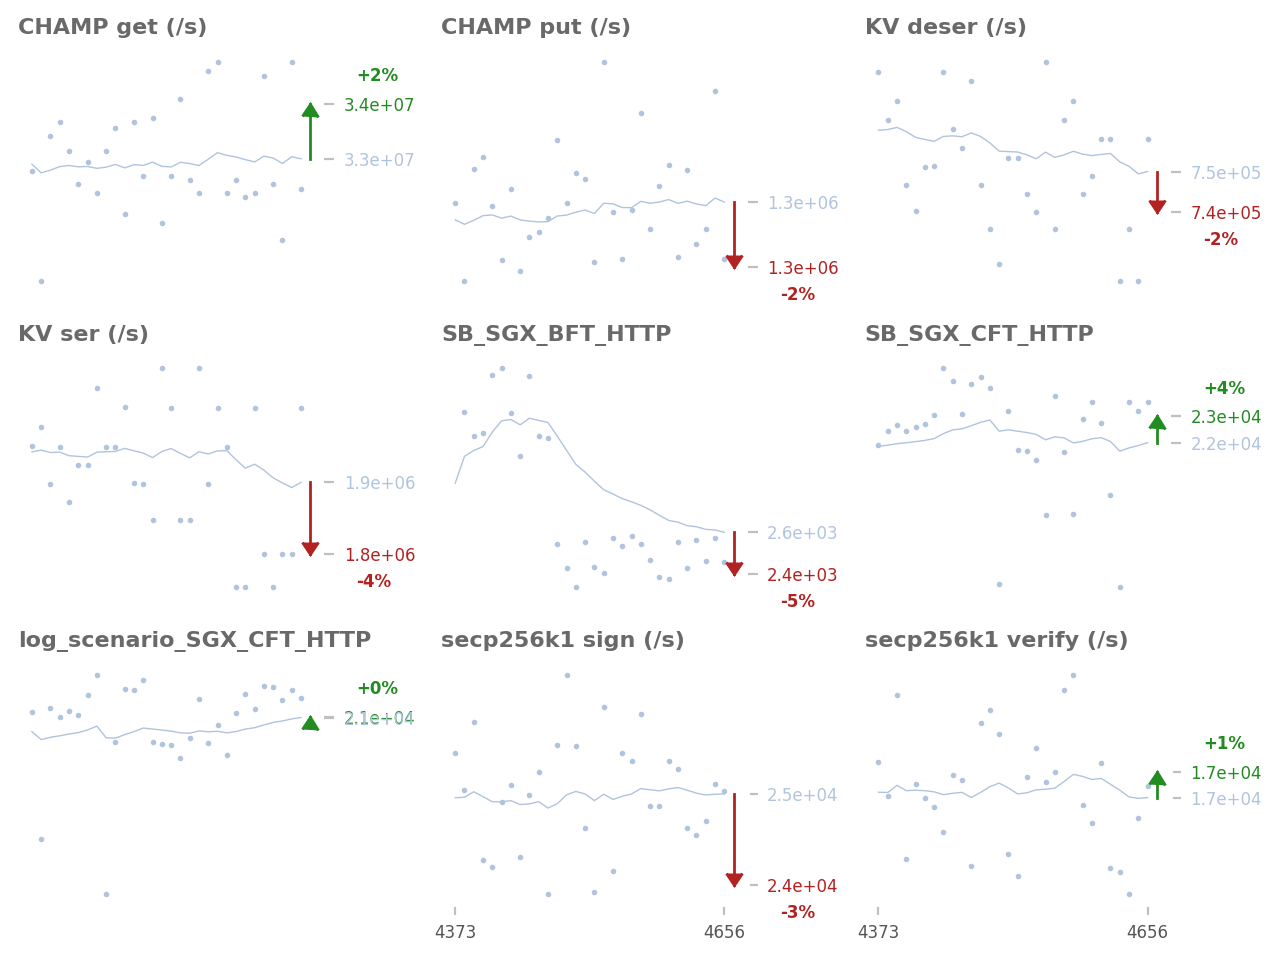 CHAMP get (/s)
+2%
3.4e+07
3.3e+07
CHAMP put (/s)
1.3e+06
1.3e+06
-2%
KV deser (/s)
7.5e+05
7.4e+05
-2%
KV ser (/s)
1.9e+06
1.8e+06
-4%
SB_SGX_BFT_HTTP
2.6e+03
2.4e+03
-5%
SB_SGX_CFT_HTTP
+4%
2.3e+04
2.2e+04
log_scenario_SGX_CFT_HTTP
+0%
2.1e+04
secp256k1 sign (/s)
2.5e+04
2.4e+04
-3%
4373
4656
secp256k1 verify (/s)
+1%
1.7e+04
1.7e+04
4373
4656